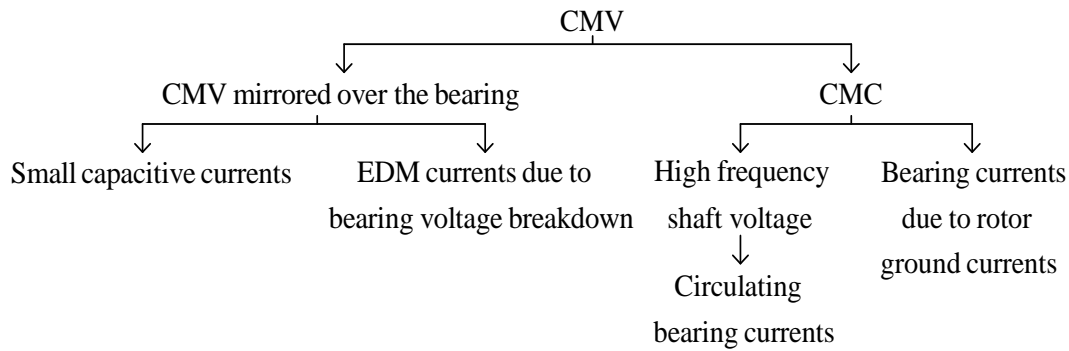 CMV
CMV mirrored over the bearing
CMC
Small capacitive currents
EDM currents due to
bearing voltage breakdown
High frequency
shaft voltage
Circulating
bearing currents
Bearing currents
due to rotor
ground currents